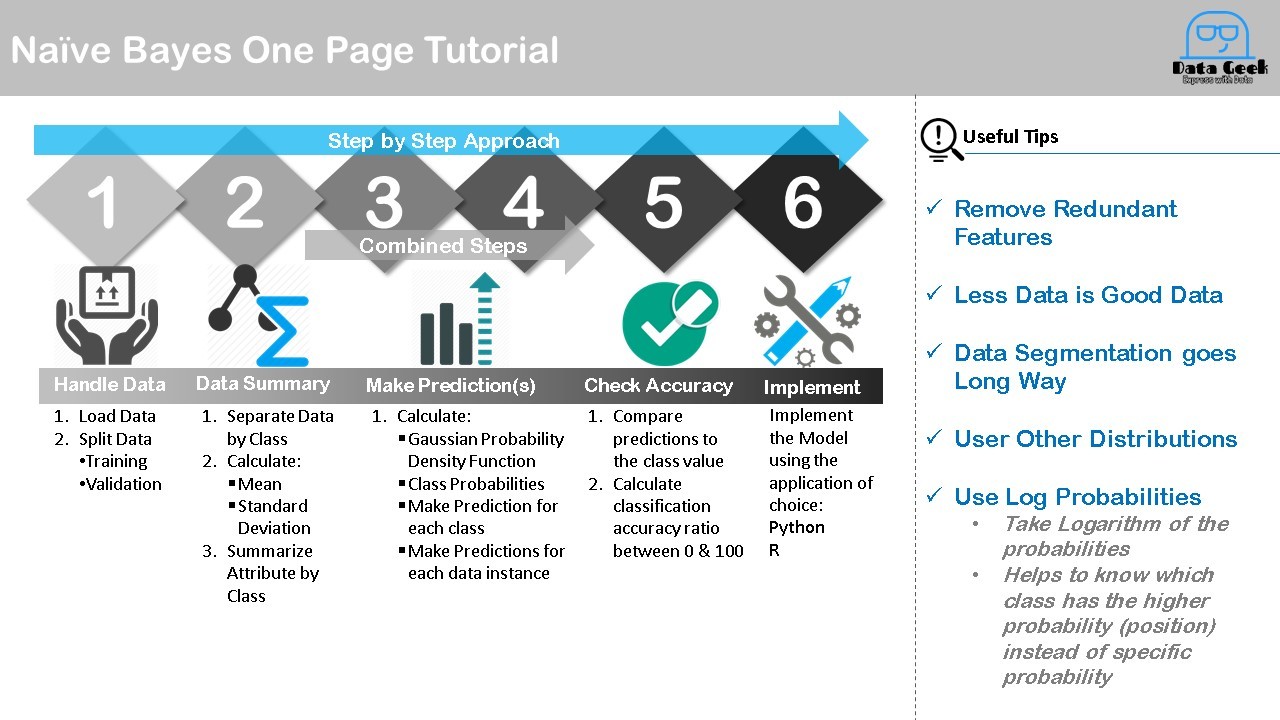 Naïve Bayes One Page Tutorial
Data Geek
Express with Data
Step by Step Approach
1
2
3
4
5
6
Combined Steps
Handle Data
1. Load Data
2. Split Data
•Training
•Validation
Data Summary
1. Separate Data
by Class
2. Calculate:
▪Mean
▪Standard
Deviation
3. Summarize
Attribute by
Class
Make Prediction(s)
1. Calculate:
▪Gaussian Probability
Density Function
▪Class Probabilities
▪Make Prediction for
each class
▪Make Predictions for
each data instance
Check Accuracy
1. Compare
predictions to
the class value
2. Calculate
classification
accuracy ratio
between 0 & 100
Implement
Implement
the Model
using the
application of
choice:
Python
R
Useful Tips
✓ Remove Redundant
Features
✓ Less Data is Good Data
✓ Data Segmentation goes
Long Way
✓ User Other Distributions
✓ Use Log Probabilities
• Take Logarithm of the
probabilities
• Helps to know which
class has the higher
probability (position)
instead of specific
probability